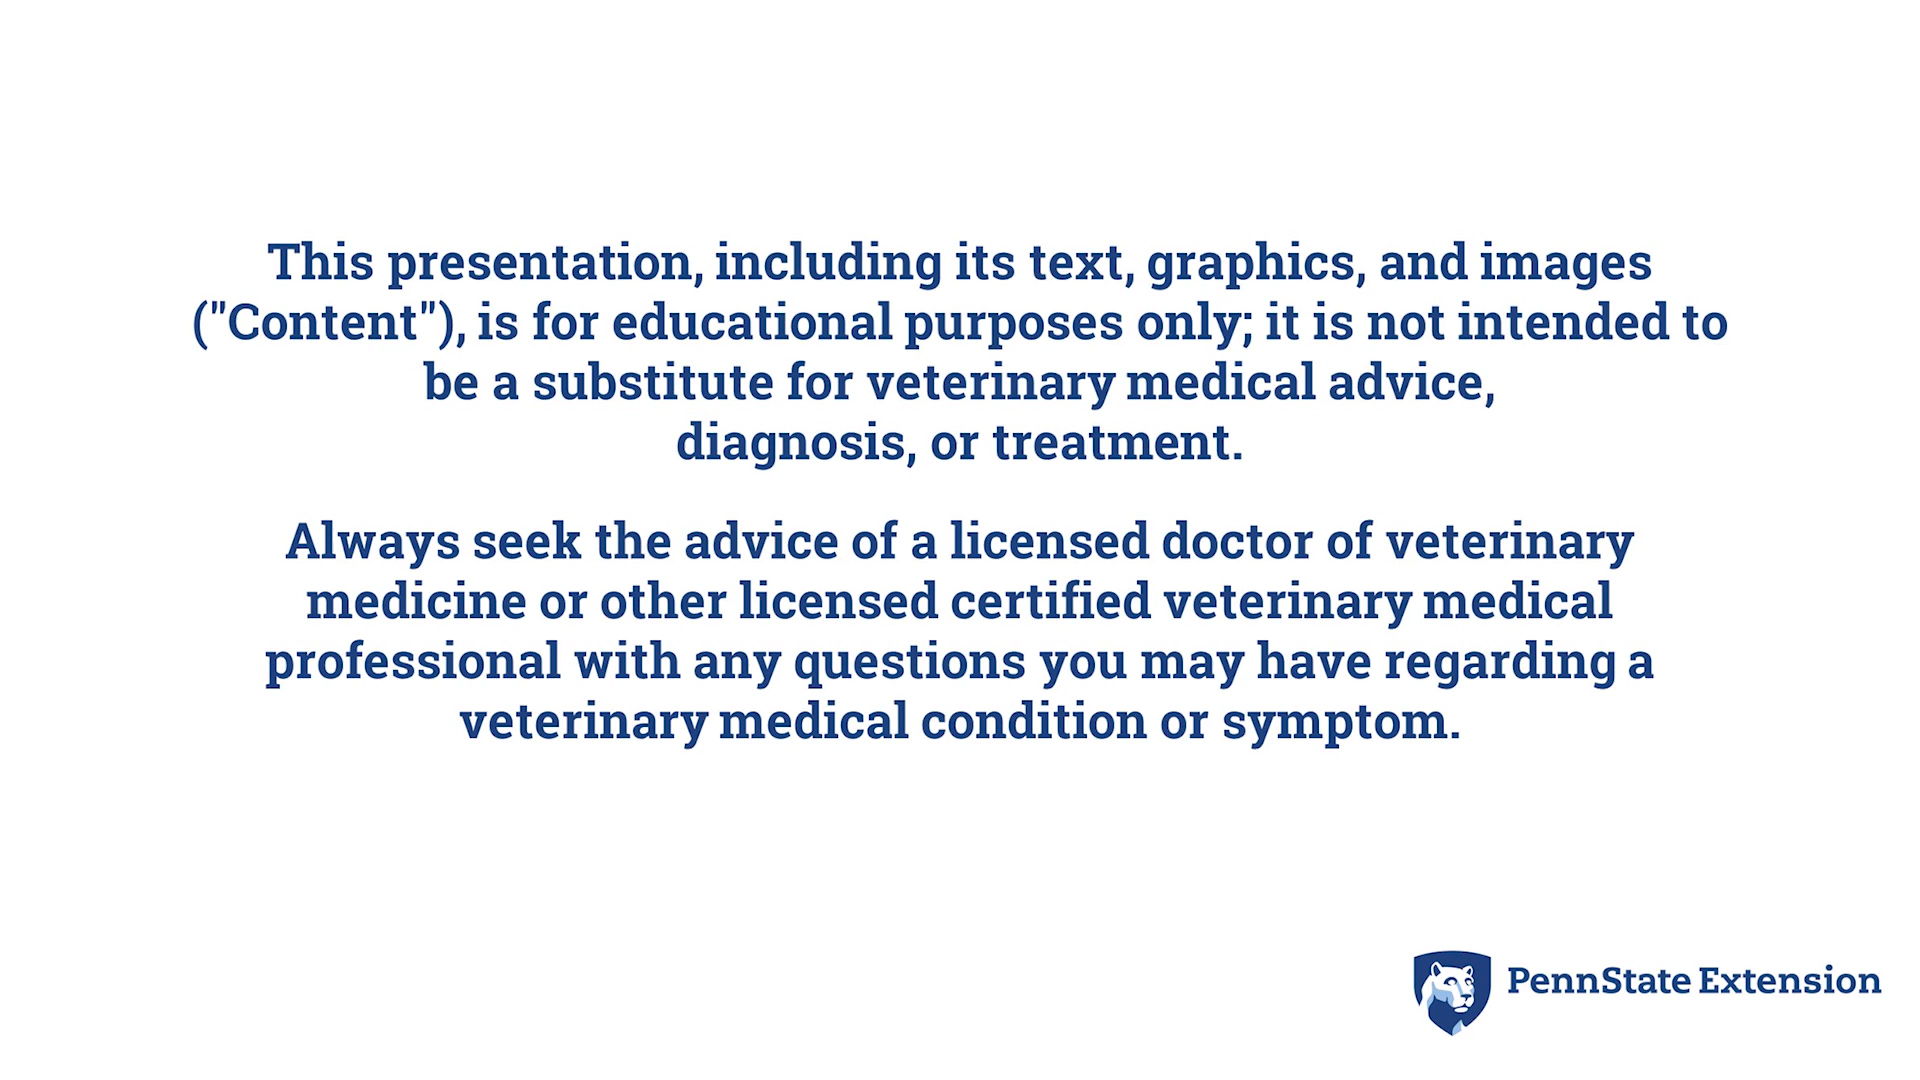 This presentation, including its text, graphics, and images
("Content"), is for educational purposes only; it is not intended to
be a substitute for veterinary medical advice,
diagnosis, or treatment.
Always seek the advice of a licensed doctor of veterinary
medicine or other licensed certified veterinary medical
professional with any questions you may have regarding a
veterinary medical condition or symptom.
PennState Extension